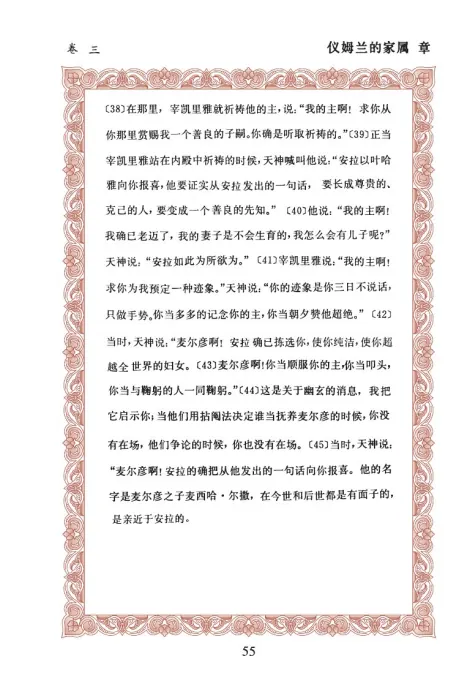 卷 三 仪姆兰的家属 章
〔38〕在那里，宰凯里雅就祈祷他的主，说：“我的主啊！求你从
你那里赏赐我一个善良的子嗣。你确是听取祈祷的。”〔39〕正当
宰凯里雅站在内殿中祈祷的时候，天神喊叫他说：“安拉以叶哈
雅向你报喜，他要证实从安拉发出的一句话， 要长成尊贵的、
克己的人，要变成一个善良的先知。” 〔40〕他说：“我的主啊！
我确已老迈了，我的妻子是不会生育的，我怎么会有儿子呢？”
天神说：“安拉如此为所欲为。”〔41〕宰凯里雅说：“我的主啊！
求你为我预定一种迹象。”天神说：“你的迹象是你三日不说话，
只做手势。你当多多的记念你的主，你当朝夕赞他超绝。”〔42〕
当时，天神说：“麦尔彦啊！安拉确已拣选你，使你纯洁，使你超
越全世界的妇女。〔43〕麦尔彦啊！你当顺服你的主，你当叩头，
你当与鞠躬的人一同鞠躬。”〔44〕这是关于幽玄的消息，我把
它启示你；当他们用拈阄法决定谁当抚养麦尔彦的时候，你没
有在场，他们争论的时候，你也没有在场。〔45〕当时，天神说：
“麦尔彦啊！安拉的确把从他发出的一句话向你报喜。他的名
字是麦尔彦之子麦西哈·尔撒，在今世和后世都是有面子的，
是亲近于安拉的。
55